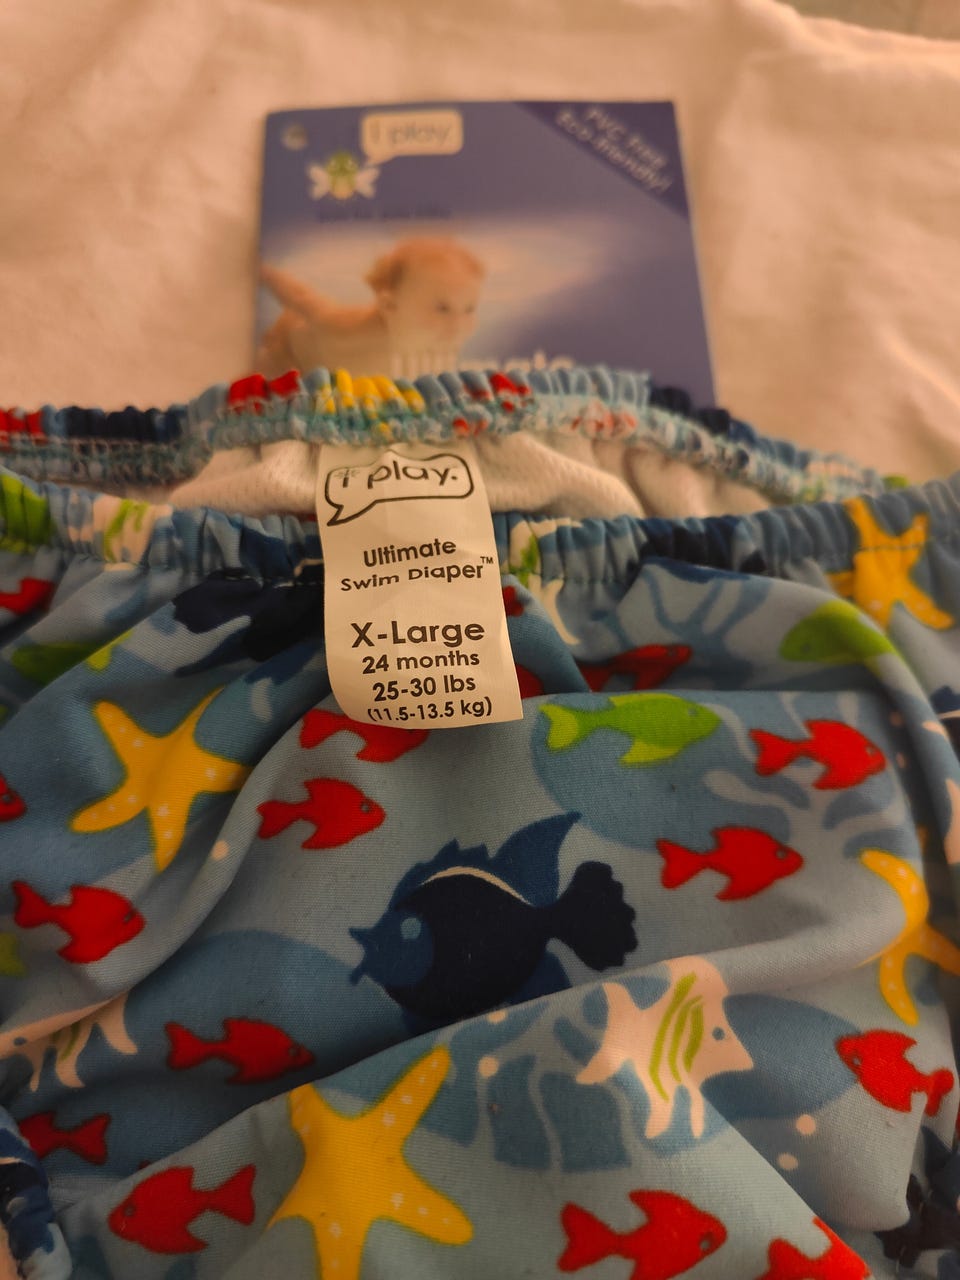 i play
PVC free
Eco-friendly!
Ultimate
i play.
Ultimate
Swim Diaper™
X-Large
24 months
25-30 lbs
(11.5-13.5 kg)